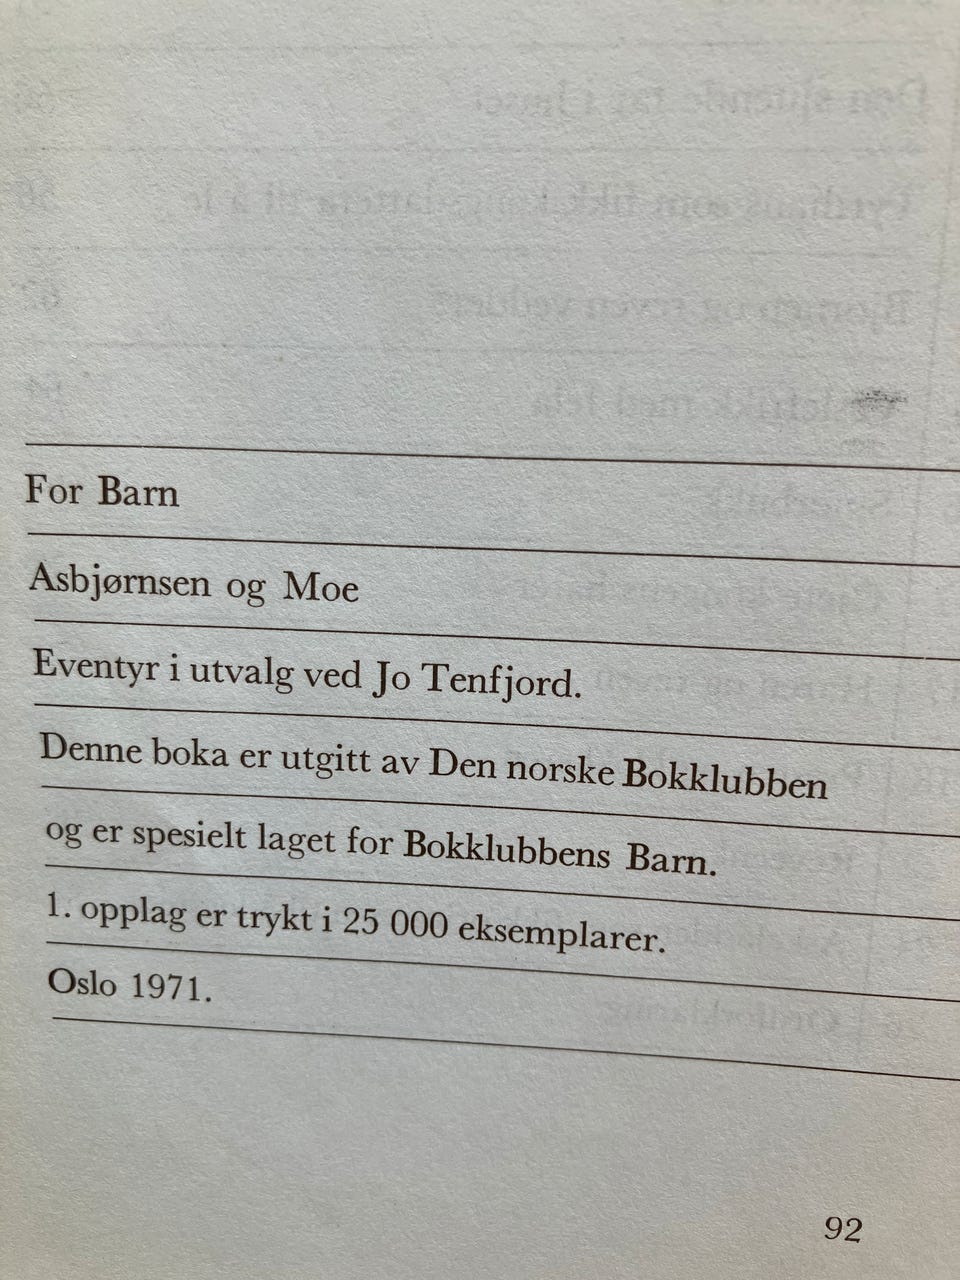 For Barn
Asbjørnsen og Moe
Eventyr i utvalg ved Jo Tenfjord.
Denne boka er utgitt av Den norske Bokklubben
og er spesielt laget for Bokklubbens Barn.
1. opplag er trykt i 25 000 eksemplarer.
Oslo 1971.
92